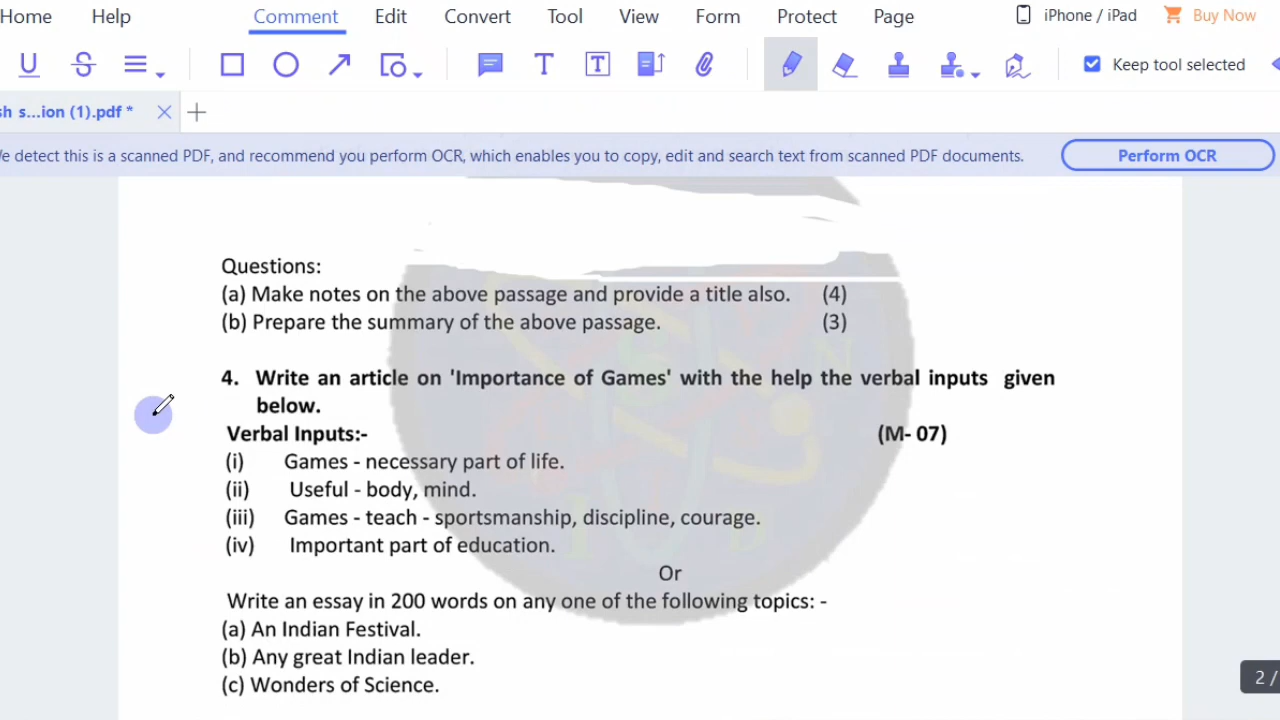 Home Comment Edit Convert Tool View Form Protect Page iPhone / iPad Buy Now
Help
U S T T Keep tool selected
sh s...ion (1).pdf *
We detect this is a scanned PDF, and recommend you perform OCR, which enables you to copy, edit and search text from scanned PDF documents. Perform OCR
Questions:
(a) Make notes on the above passage and provide a title also. (4)
(b) Prepare the summary of the above passage. (3)
4. Write an article on 'Importance of Games' with the help the verbal inputs given
below.
Verbal Inputs:- (M- 07)
(i) Games - necessary part of life.
(ii) Useful - body, mind.
(iii) Games - teach - sportsmanship, discipline, courage.
(iv) Important part of education.
Or
Write an essay in 200 words on any one of the following topics: -
(a) An Indian Festival.
(b) Any great Indian leader.
(c) Wonders of Science.
2 /